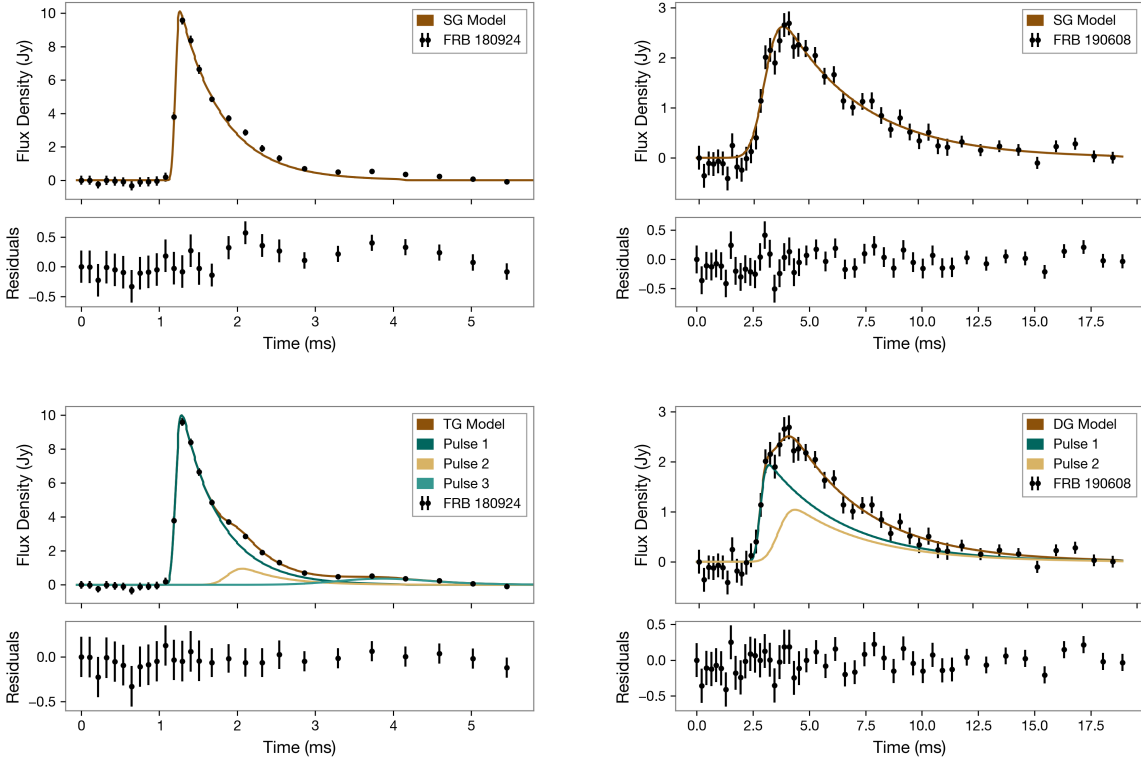 Flux Density (Jy)
10
8
6
4
2
0
SG Model
FRB 180924
Residuals
0.5
0.0
−0.5
0
1
2
3
4
5
Time (ms)
Flux Density (Jy)
3
2
1
0
SG Model
FRB 190608
Residuals
0.5
0.0
−0.5
0.0
2.5
5.0
7.5
10.0
12.5
15.0
17.5
Time (ms)
Flux Density (Jy)
10
8
6
4
2
0
TG Model
Pulse 1
Pulse 2
Pulse 3
FRB 180924
Residuals
0.0
−0.5
0
1
2
3
4
5
Time (ms)
Flux Density (Jy)
3
2
1
0
DG Model
Pulse 1
Pulse 2
FRB 190608
Residuals
0.5
0.0
−0.5
0.0
2.5
5.0
7.5
10.0
12.5
15.0
17.5
Time (ms)